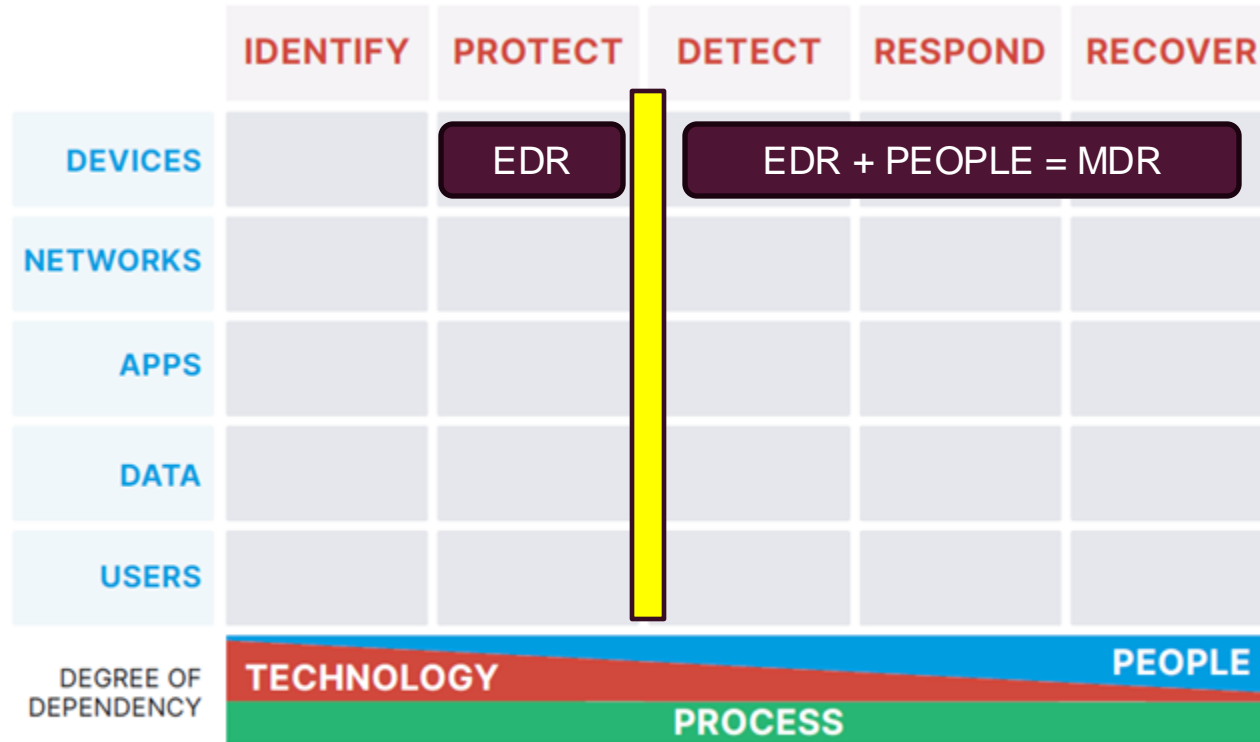 IDENTIFY PROTECT DETECT RESPOND RECOVER
DEVICES EDR EDR + PEOPLE = MDR
NETWORKS
APPS
DATA
USERS
DEGREE OF
DEPENDENCY
TECHNOLOGY PEOPLE
PROCESS